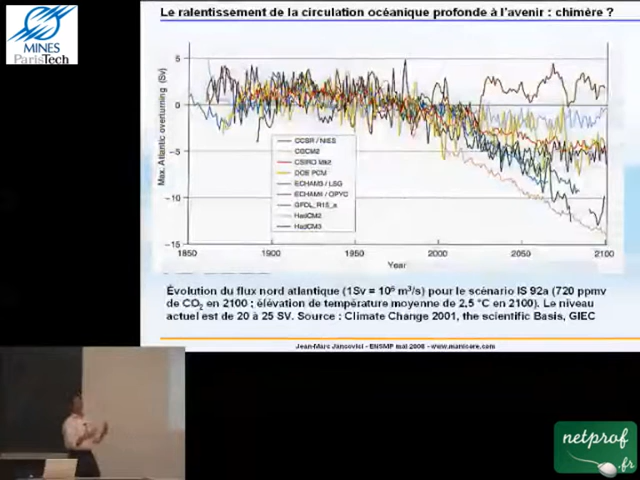 MINES
ParisTech
Le ralentissement de la circulation océanique profonde à l'avenir : chimère ?
Max. Atlantic overturning (Sv)
5
0
−5
−10
−15
CCSR / NIES
CGCM2
CSIRO Mk2
DOE PCM
ECHAM3 / LSG
ECHAM4 / OPYC
GFDL_R15_a
HadCM2
HadCM3
1850 1900 1950 2000 2050 2100
Year
Évolution du flux nord atlantique (1Sv = 10⁶ m³/s) pour le scénario IS 92a (720 ppmv
de CO₂ en 2100 ; élévation de température moyenne de 2,5 °C en 2100). Le niveau
actuel est de 20 à 25 SV. Source : Climate Change 2001, the scientific Basis, GIEC
Jean-Marc Jancovici - ENSMP mai 2008 - www.manicore.com
netprof
.fr